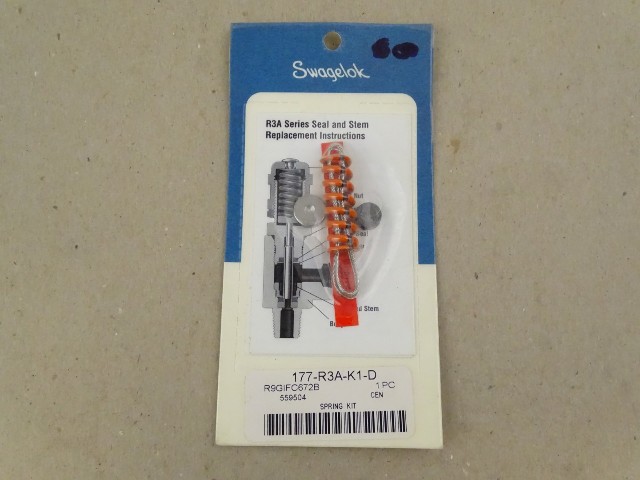 Swagelok
R3A Series Seal and Stem
Replacement Instructions
Nut
d Stem
177-R3A-K1-D
R9GIFC672B 1 PC
559504 CEN
SPRING KIT